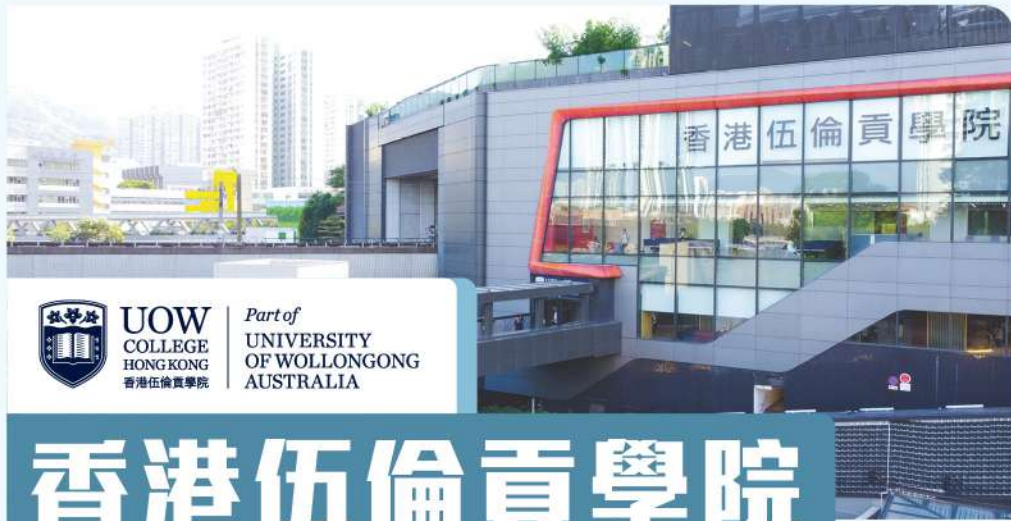 香港伍倫貢學院
UOW
COLLEGE
HONG KONG
香港伍倫貢學院
Part of
UNIVERSITY
OF WOLLONGONG
AUSTRALIA
香港伍倫貢學院